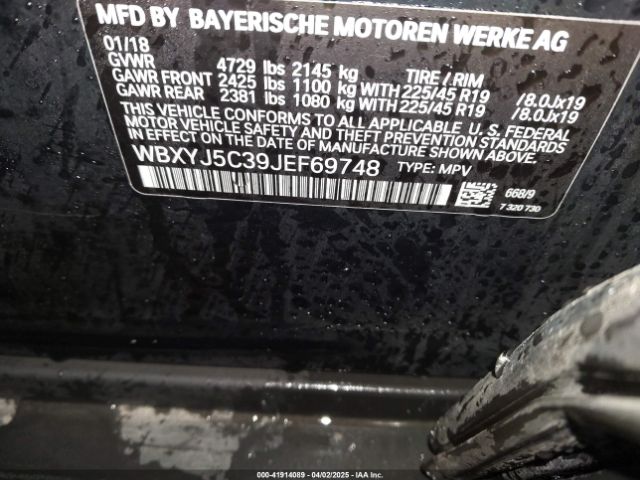 MFD BY BAYERISCHE MOTOREN WERKE AG
01/18
GVWR 4729 lbs 2145 kg TIRE / RIM
GAWR FRONT 2425 lbs 1100 kg WITH 225/45 R19 /8.0Jx19
GAWR REAR 2381 lbs 1080 kg WITH 225/45 R19 /8.0Jx19
THIS VEHICLE CONFORMS TO ALL APPLICABLE U.S. FEDERAL
MOTOR VEHICLE SAFETY AND THEFT PREVENTION STANDARDS
IN EFFECT ON THE DATE OF MANUFACTURE SHOWN ABOVE.
WBXYJ5C39JEF69748 TYPE: MPV
668/9
7 320 730
000-41914089 | 04/02/2025 | IAA Inc.